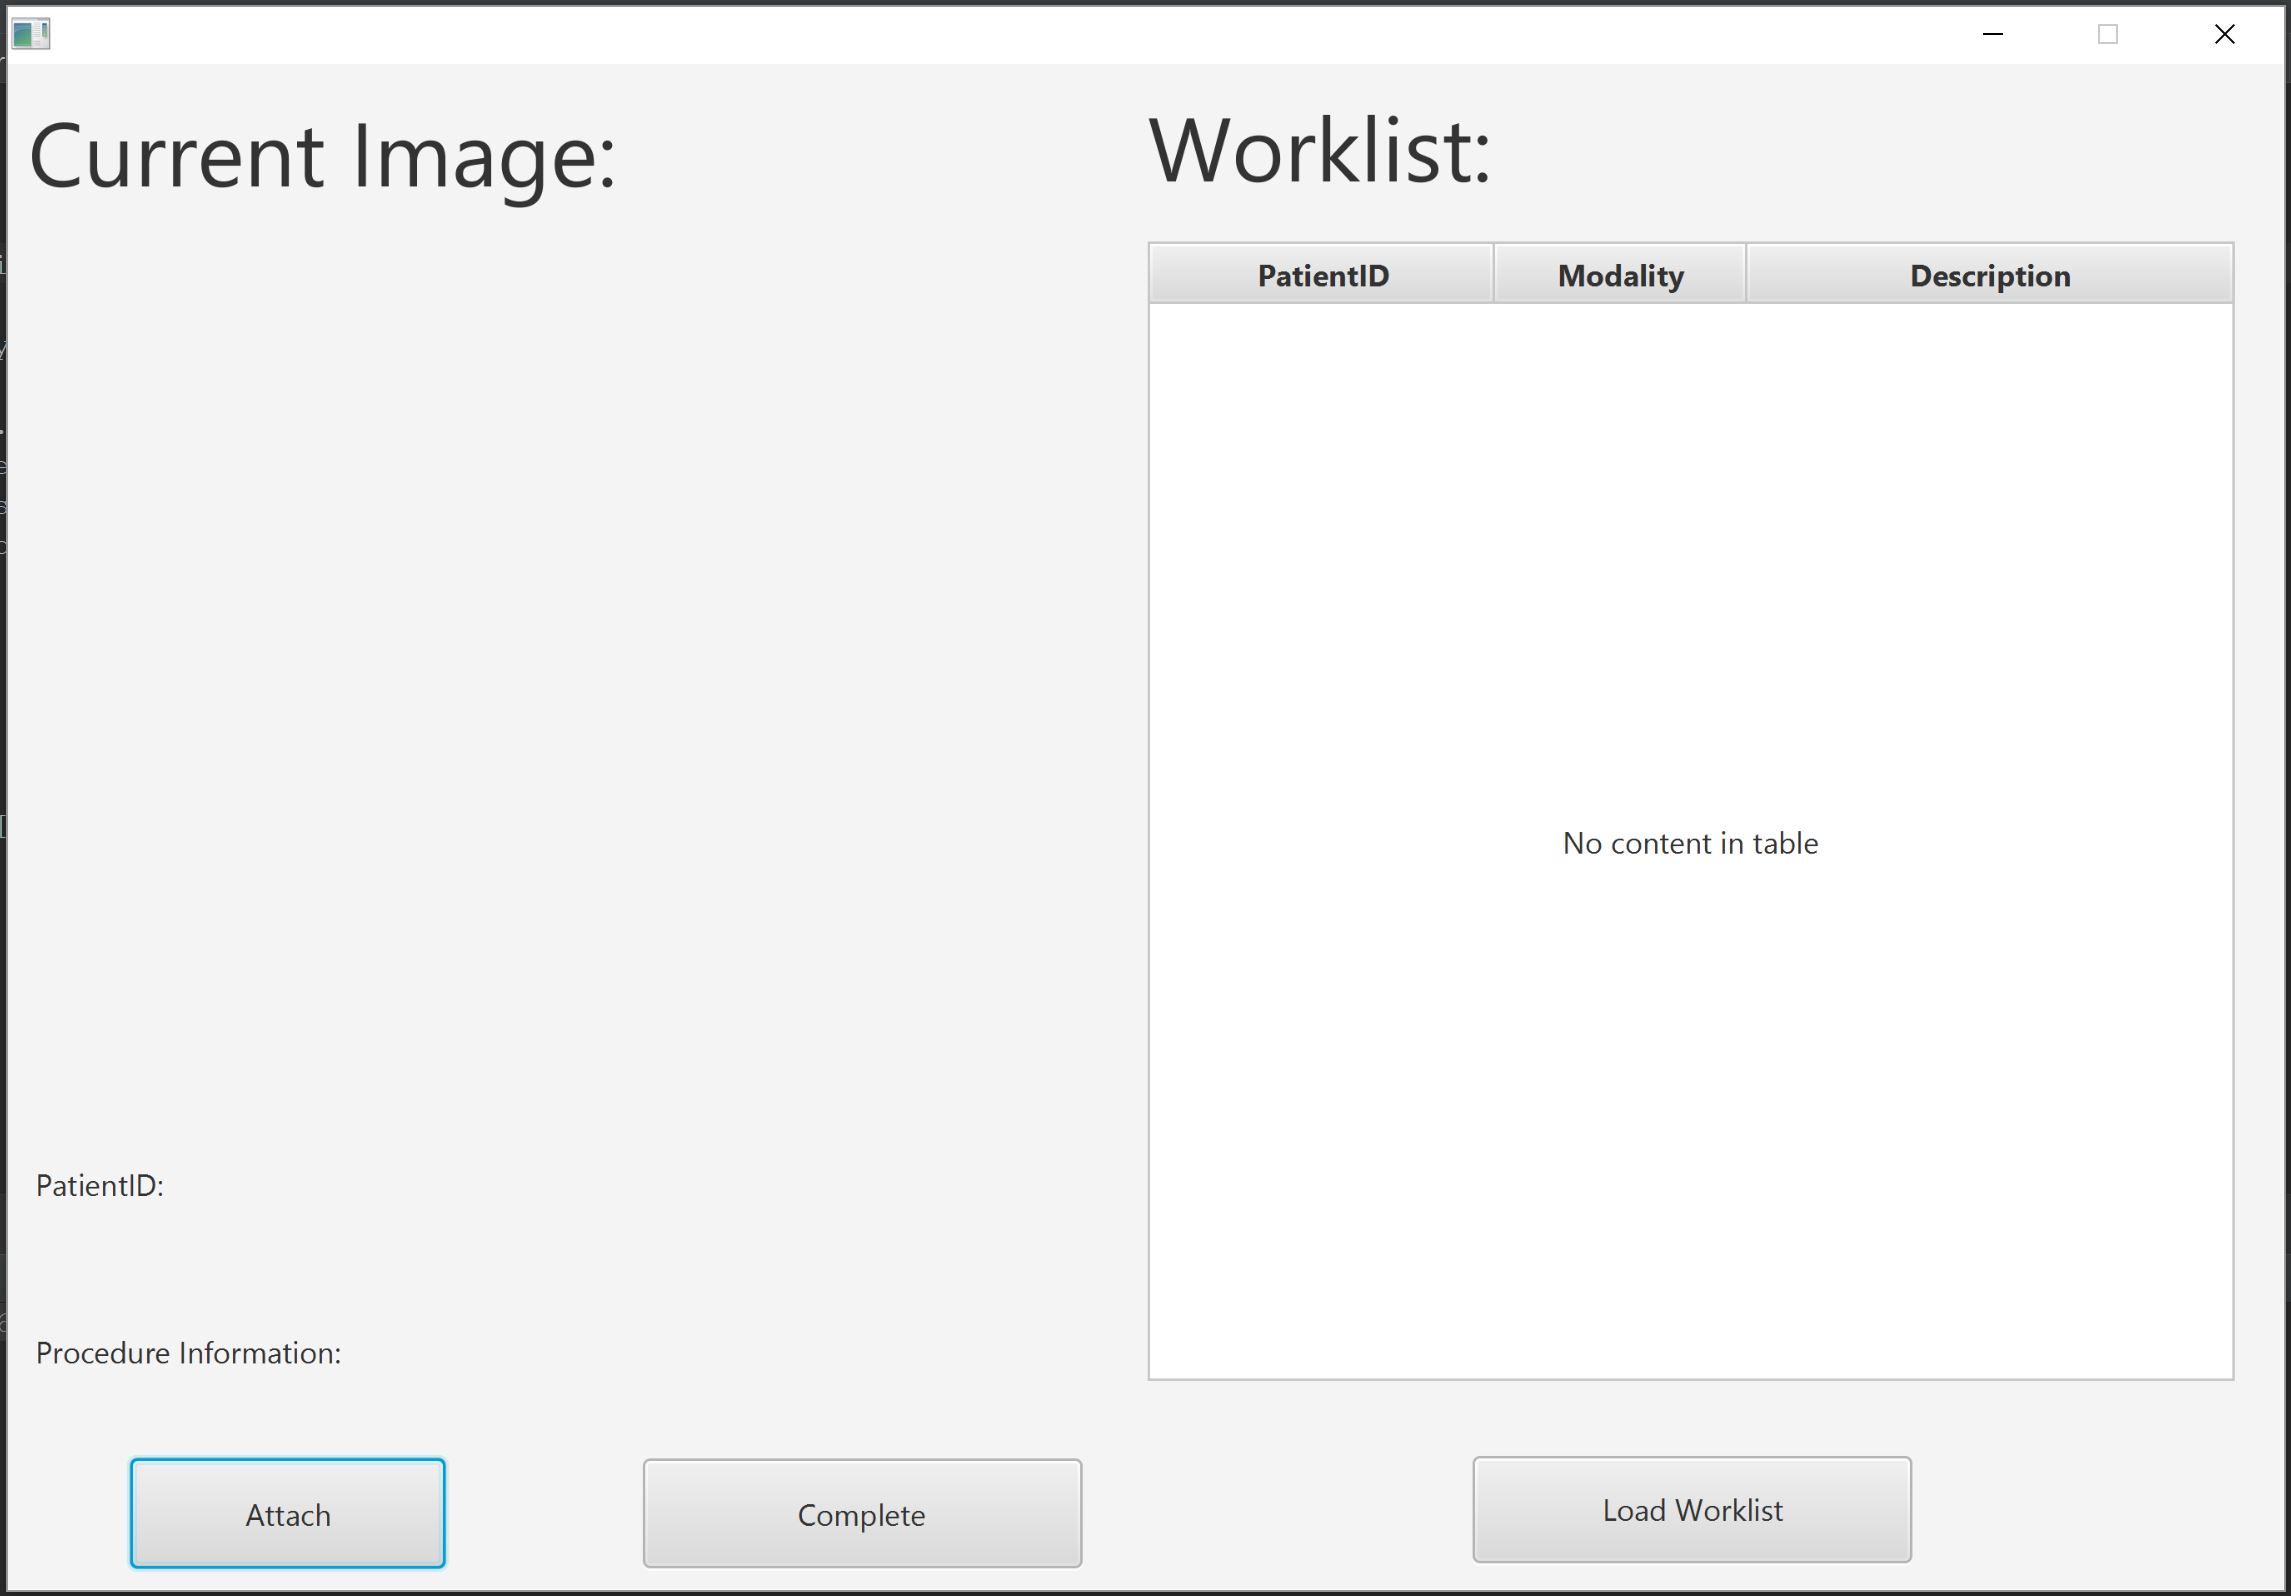 Current Image:
Worklist:
PatientID Modality Description
No content in table
PatientID:
Procedure Information:
Attach Complete Load Worklist